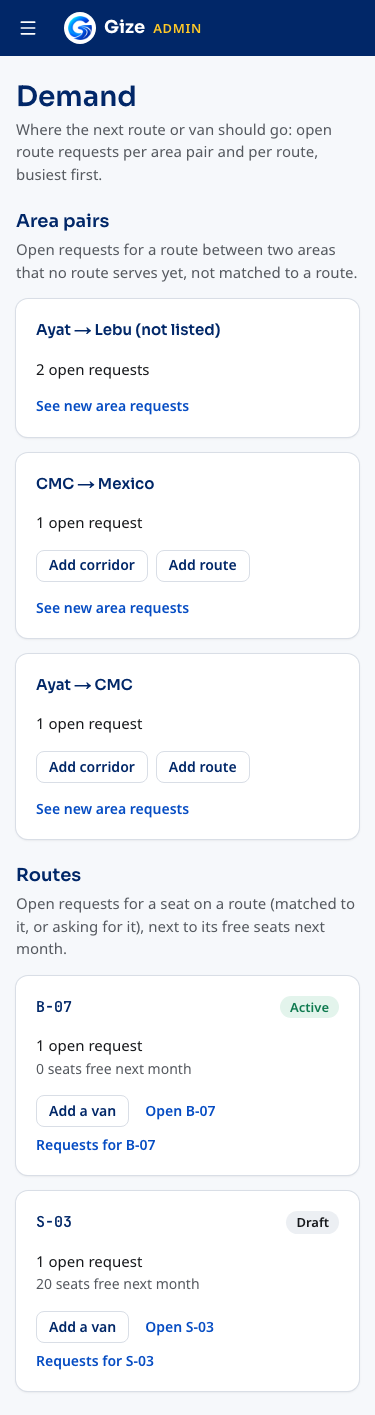 ☰ Gize ADMIN
Demand
Where the next route or van should go: open
route requests per area pair and per route,
busiest first.
Area pairs
Open requests for a route between two areas
that no route serves yet, not matched to a route.
Ayat → Lebu (not listed)
2 open requests
See new area requests
CMC → Mexico
1 open request
Add corridor Add route
See new area requests
Ayat → CMC
1 open request
Add corridor Add route
See new area requests
Routes
Open requests for a seat on a route (matched to
it, or asking for it), next to its free seats next
month.
B-07 Active
1 open request
0 seats free next month
Add a van Open B-07
Requests for B-07
S-03 Draft
1 open request
20 seats free next month
Add a van Open S-03
Requests for S-03